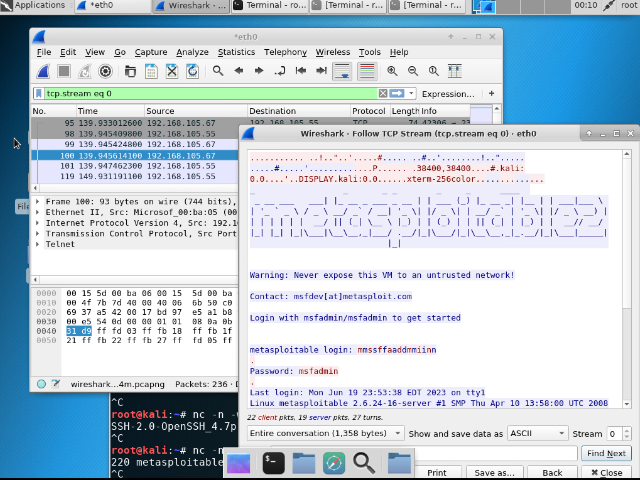 Applications
*eth0
Wireshark - ...
Terminal - ro...
[Terminal - r...
[Terminal - r...
00:10
root
*eth0
File Edit View Go Capture Analyze Statistics Telephony Wireless Tools Help
tcp.stream eq 0
Expression...
+
No. Time Source Destination Protocol Length Info
95 139.933012600 192.168.105.67 192.168.105.55 TCP
98 139.945409800 192.168.105.55
99 139.945424800 192.168.105.67
100 139.945614100 192.168.105.67
101 139.947462300 192.168.105.55
119 149.931191100 192.168.105.55
Frame 100: 93 bytes on wire (744 bits),
Ethernet II, Src: Microsof_00:ba:05 (00
Internet Protocol Version 4, Src: 192.1
Transmission Control Protocol, Src Port
Telnet
0000 00 15 5d 00 ba 06 00 15 5d 00 ba
0010 00 4f 7b 7d 40 00 40 06 6b 50 c0
0020 69 37 a5 42 00 17 bd 97 e5 a1 b8
0030 00 e5 54 0d 00 00 01 01 08 0a 0b
0040 31 d9 ff fd 03 ff fb 18 ff fb 1f
0050 21 ff fb 22 ff fb 27 ff fd 05 ff
wireshark...4m.pcapng
Packets: 236 ·
Wireshark · Follow TCP Stream (tcp.stream eq 0) · eth0
38400,38400....#.kali:
0.0....'..DISPLAY.kali:0.0......xterm-256color
Warning: Never expose this VM to an untrusted network!
Contact: msfdev[at]metasploit.com
Login with msfadmin/msfadmin to get started
metasploitable login: mmssffaaddmmiinn
.
Password: msfadmin
.
Last login: Mon Jun 19 23:53:38 EDT 2023 on tty1
Linux metasploitable 2.6.24-16-server #1 SMP Thu Apr 10 13:58:00 UTC 2008
22 client pkts, 19 server pkts, 27 turns.
Entire conversation (1,358 bytes)
Show and save data as
ASCII
Stream 0
Find Next
Print
Save as...
Back
Close
^C
root@kali:~# nc -n -
SSH-2.0-OpenSSH_4.7p
^C
root@kali:~# nc -n
220 metasploitable
^C